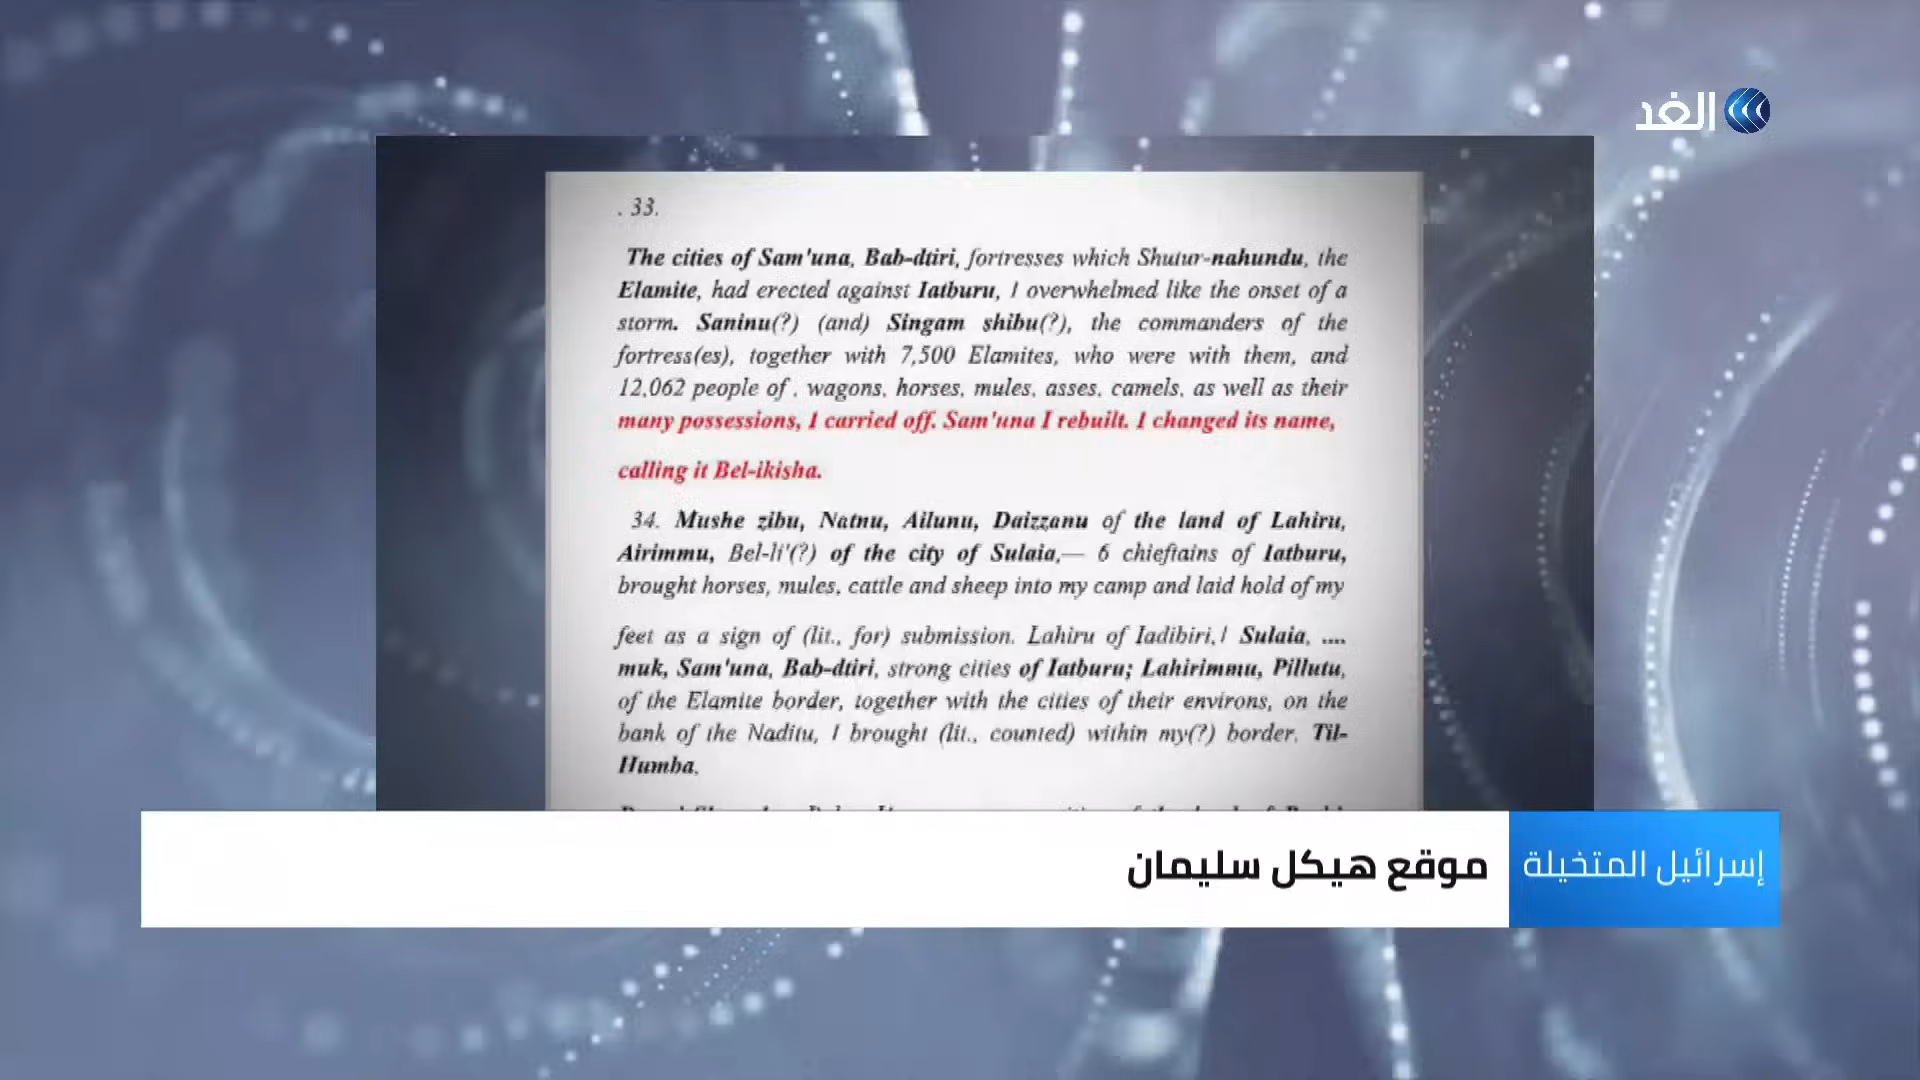 الغد
. 33.
The cities of Sam'una, Bab-dtiri, fortresses which Shutur-nahundu, the
Elamite, had erected against Iatburu, I overwhelmed like the onset of a
storm. Saninu(?) (and) Singam shibu(?), the commanders of the
fortress(es), together with 7,500 Elamites, who were with them, and
12,062 people of , wagons, horses, mules, asses, camels, as well as their
many possessions, I carried off. Sam'una I rebuilt. I changed its name,
calling it Bel-ikisha.
34. Mushe zibu, Natnu, Ailunu, Daizzanu of the land of Lahiru,
Airimmu, Bel-li'(?) of the city of Sulaia,— 6 chieftains of Iatburu,
brought horses, mules, cattle and sheep into my camp and laid hold of my
feet as a sign of (lit., for) submission. Lahiru of Iadibiri,I Sulaia, ....
muk, Sam'una, Bab-dtiri, strong cities of Iatburu; Lahirimmu, Pillutu,
of the Elamite border, together with the cities of their environs, on the
bank of the Naditu, I brought (lit., counted) within my(?) border. Til-
Humba,
إسرائيل المتخيلة
موقع هيكل سليمان